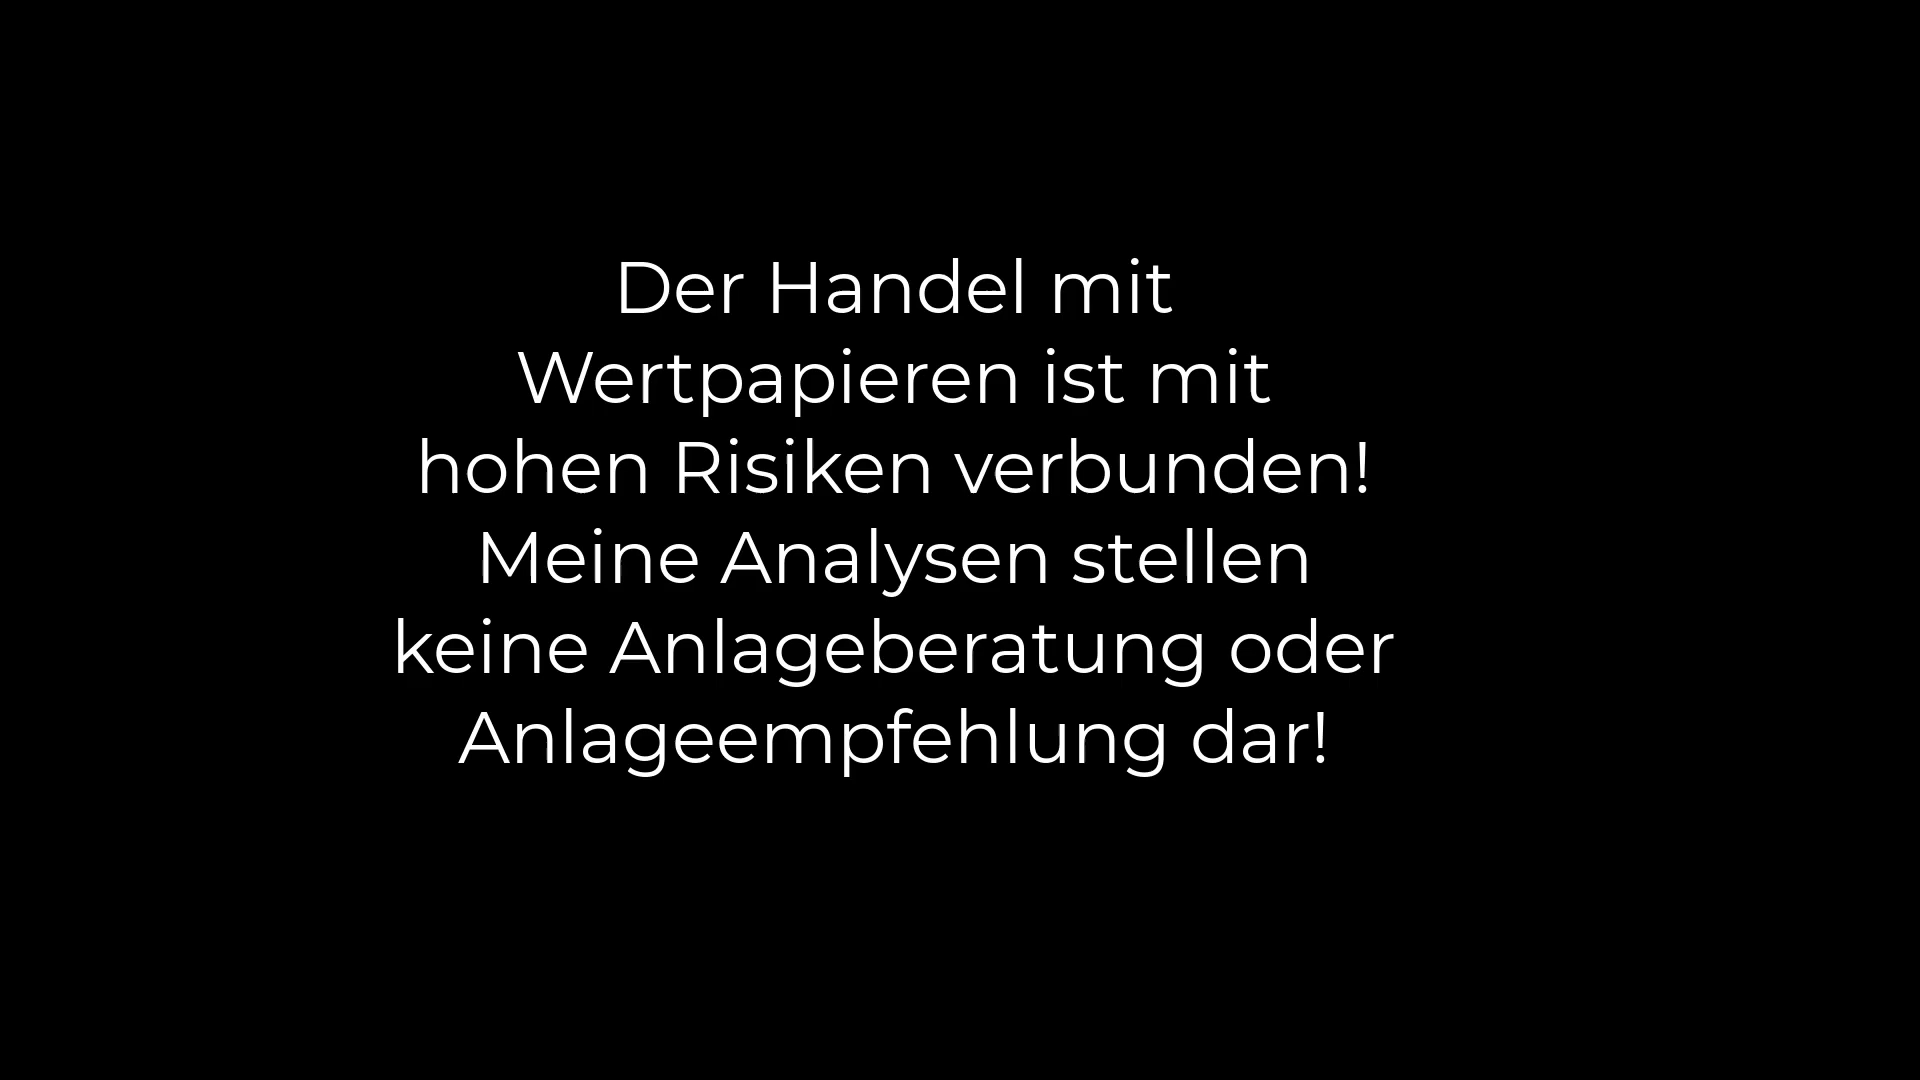 Der Handel mit
Wertpapieren ist mit
hohen Risiken verbunden!
Meine Analysen stellen
keine Anlageberatung oder
Anlageempfehlung dar!